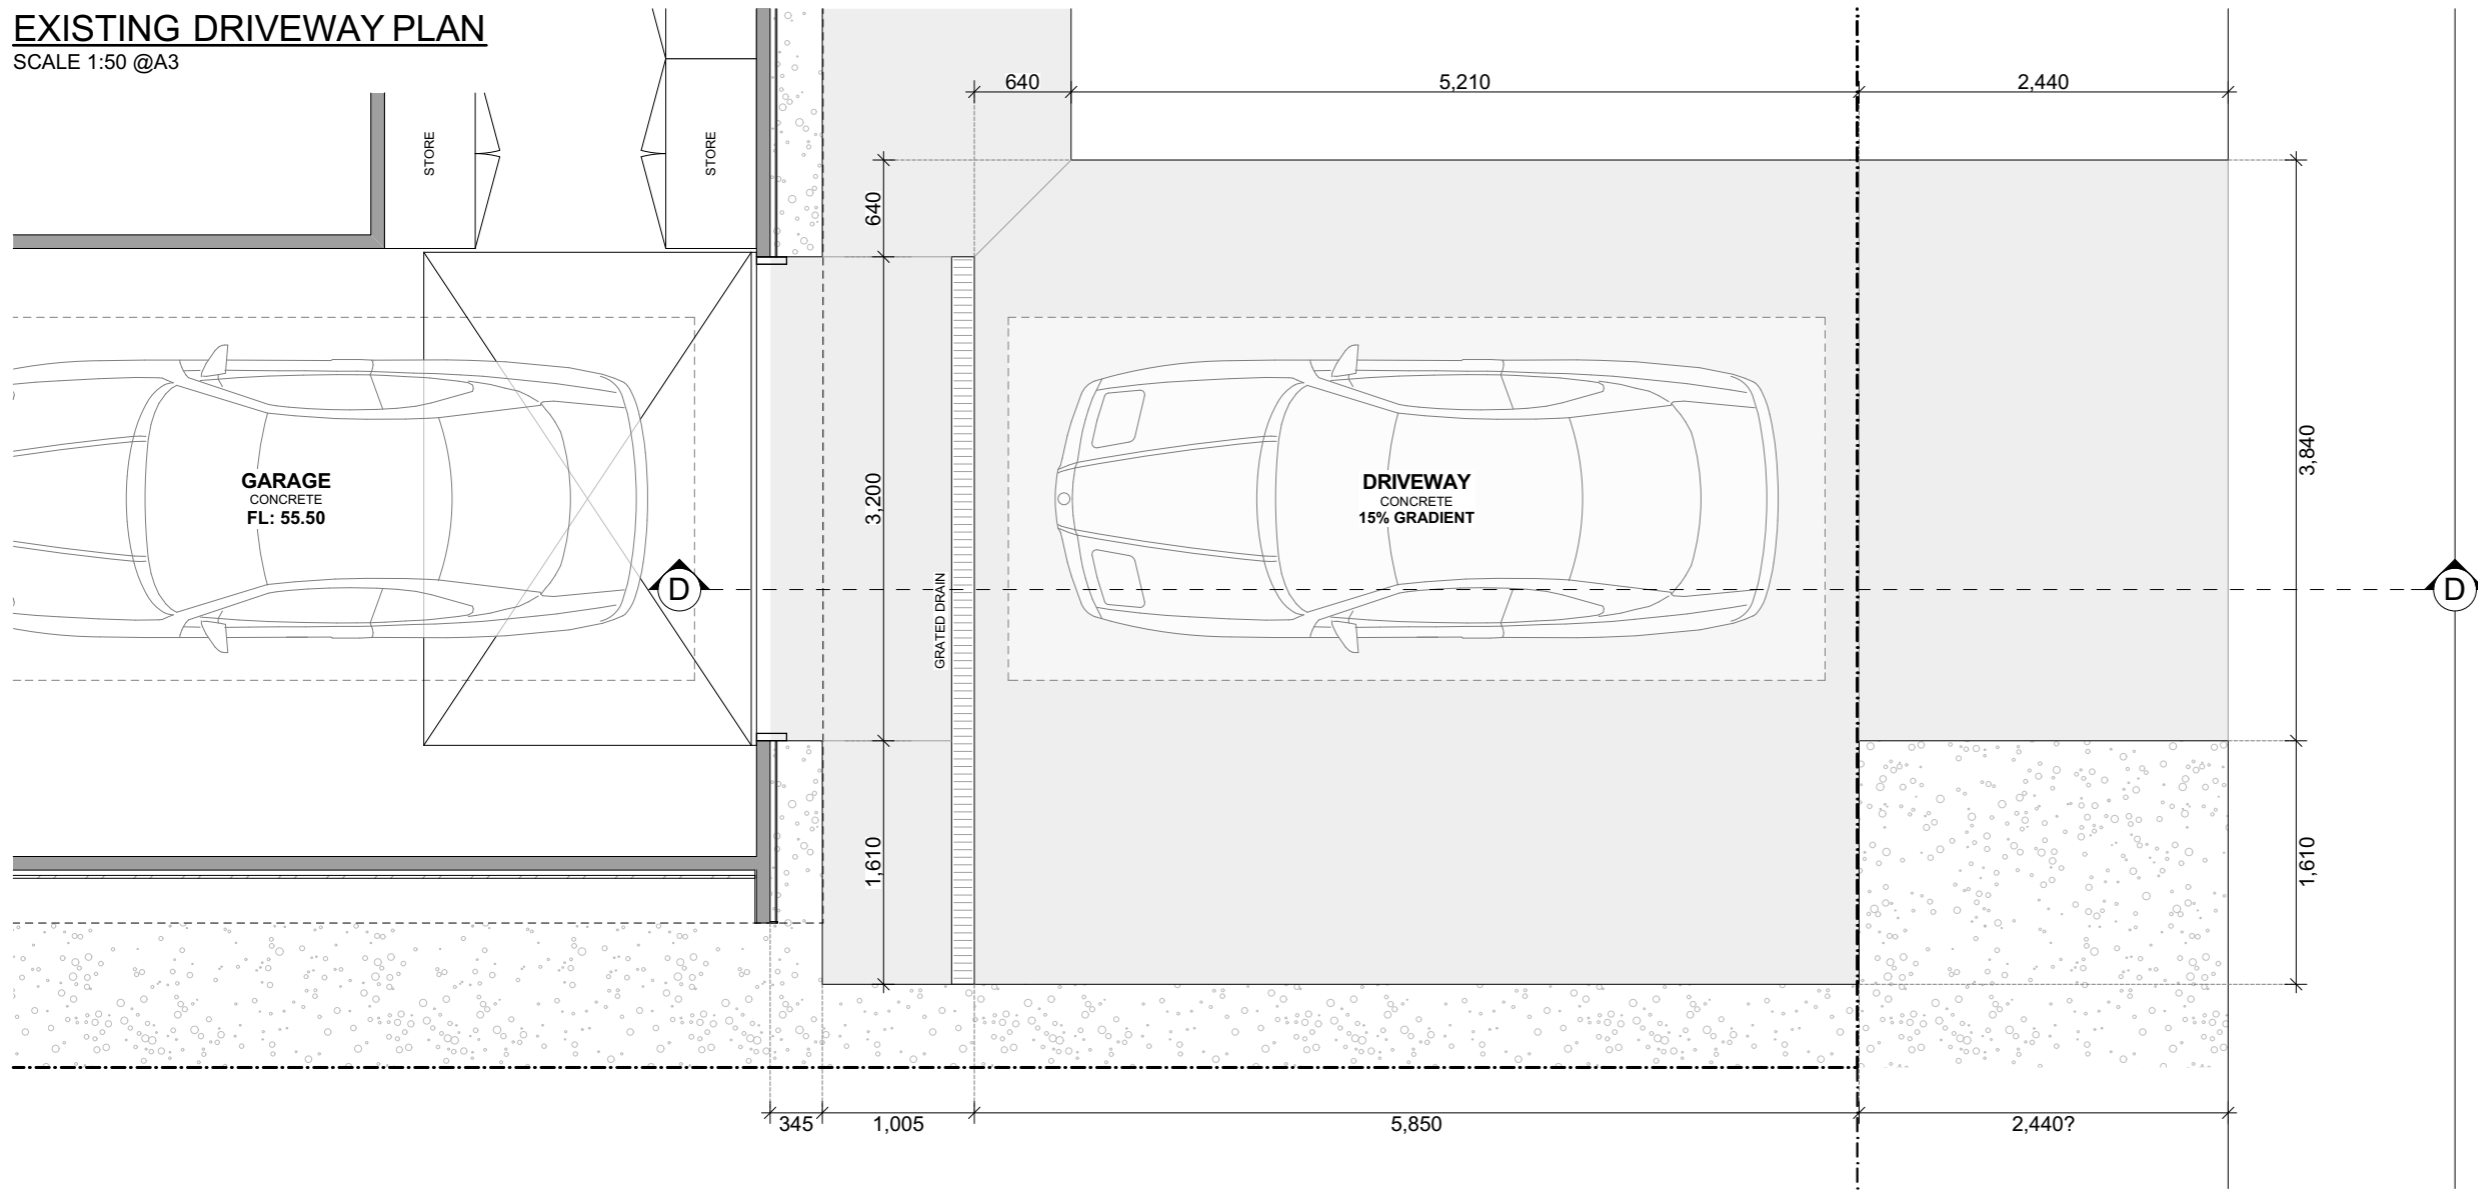 EXISTING DRIVEWAY PLAN
SCALE 1:50 @A3
640
5,210
2,440
STORE
STORE
640
3,200
1,610
3,840
1,610
GARAGE
CONCRETE
FL: 55.50
DRIVEWAY
CONCRETE
15% GRADIENT
D
D
GRATED DRAIN
345
1,005
5,850
2,440?